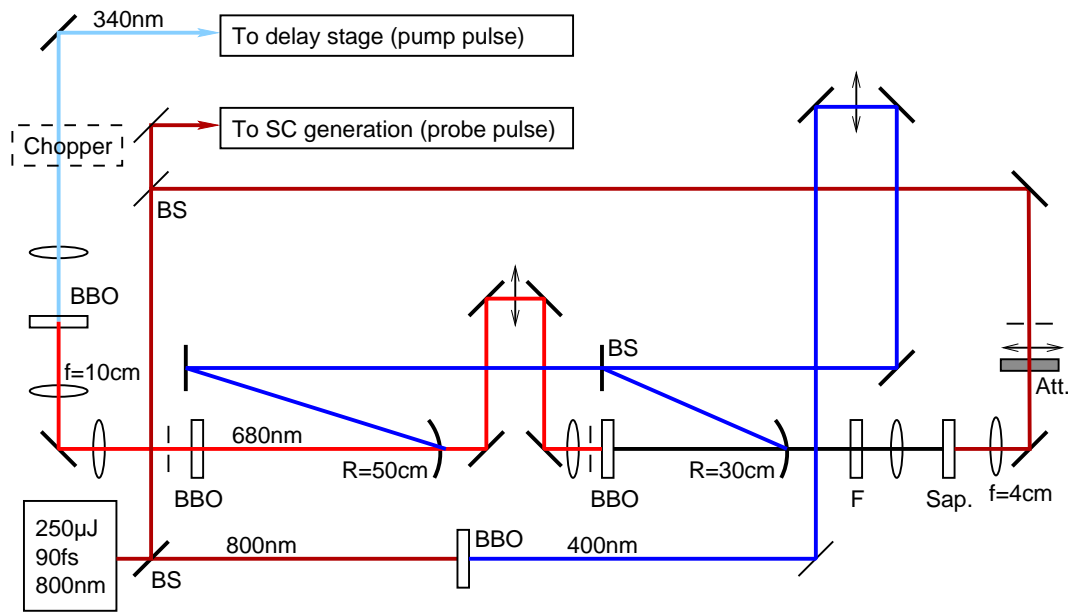 340nm
To delay stage (pump pulse)
To SC generation (probe pulse)
Chopper
BS
BBO
f=10cm
BS
Att.
680nm
R=50cm
R=30cm
BBO
BBO
F
Sap.
f=4cm
250µJ
90fs
800nm
BS
800nm
BBO
400nm